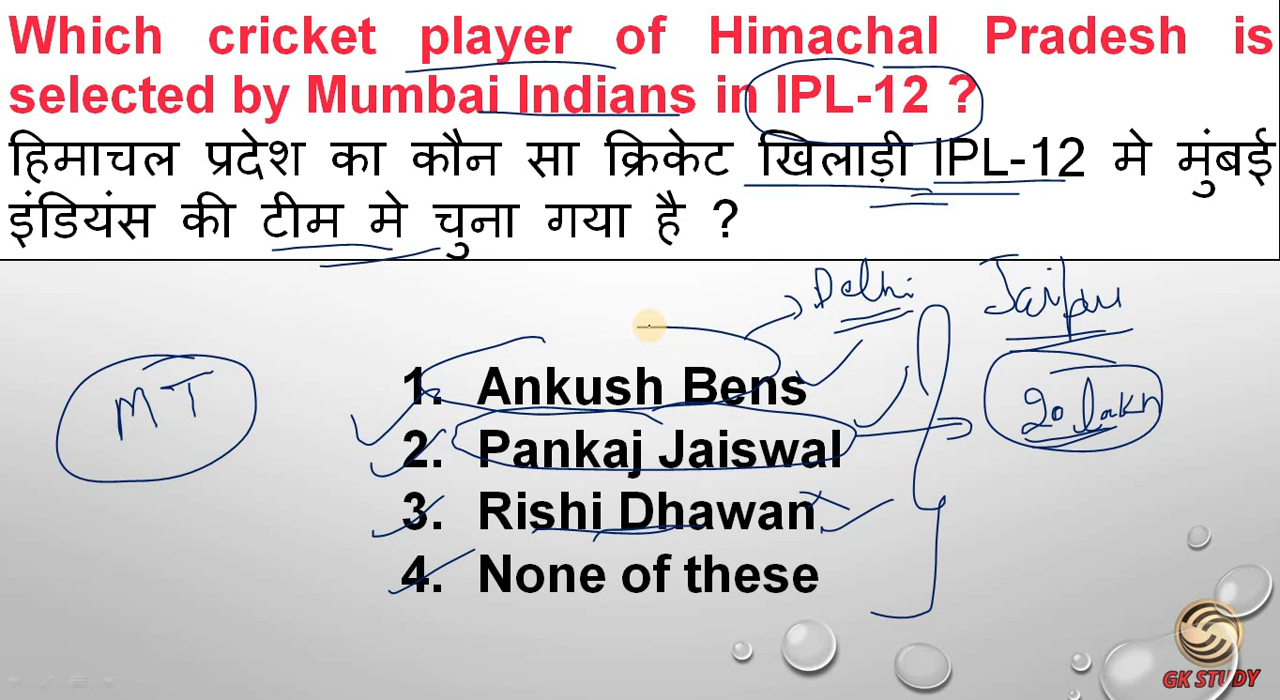 Which cricket player of Himachal Pradesh is
selected by Mumbai Indians in IPL-12 ?
हिमाचल प्रदेश का कौन सा क्रिकेट खिलाड़ी IPL-12 मे मुंबई
इंडियंस की टीम मे चुना गया है ?
Delhi
Jaipur
MT
1. Ankush Bens
20 lakh
2. Pankaj Jaiswal
3. Rishi Dhawan
4. None of these
GK STUDY